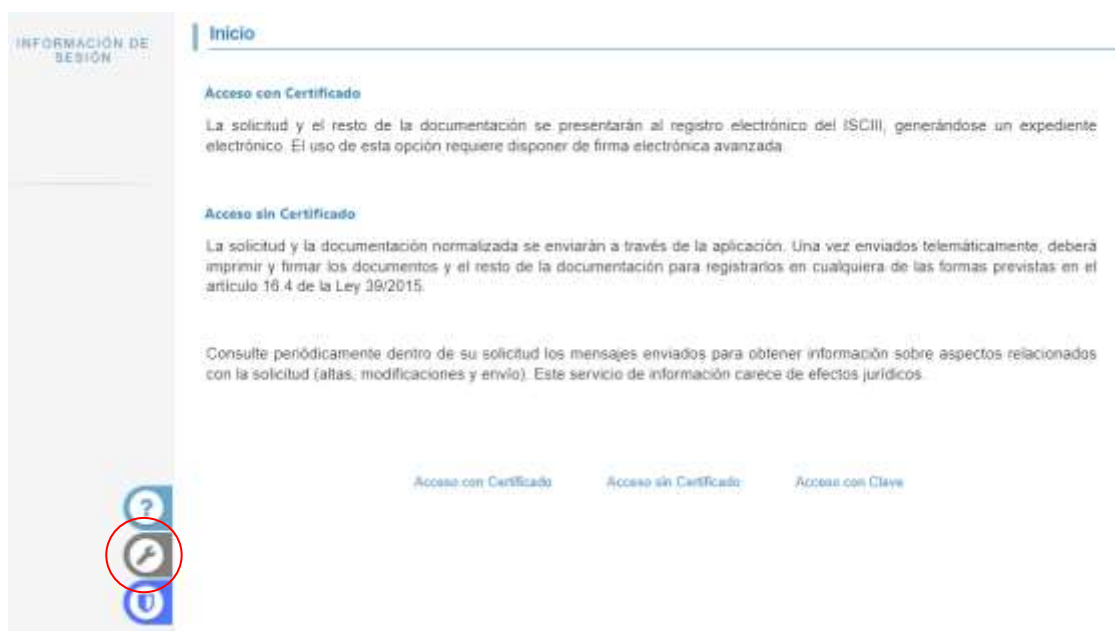 INFORMACIÓN DE
SESIÓN
Inicio
Acceso con Certificado
La solicitud y el resto de la documentación se presentarán al registro electrónico del ISCIII, generándose un expediente
electrónico. El uso de esta opción requiere disponer de firma electrónica avanzada.
Acceso sin Certificado
La solicitud y la documentación normalizada se enviarán a través de la aplicación. Una vez enviados telemáticamente, deberá
imprimir y firmar los documentos y el resto de la documentación para registrarlos en cualquiera de las formas previstas en el
artículo 16.4 de la Ley 39/2015.
Consulte periódicamente dentro de su solicitud los mensajes enviados para obtener información sobre aspectos relacionados
con la solicitud (altas, modificaciones y envío). Este servicio de información carece de efectos jurídicos.
Acceso con Certificado Acceso sin Certificado Acceso con Clave
?